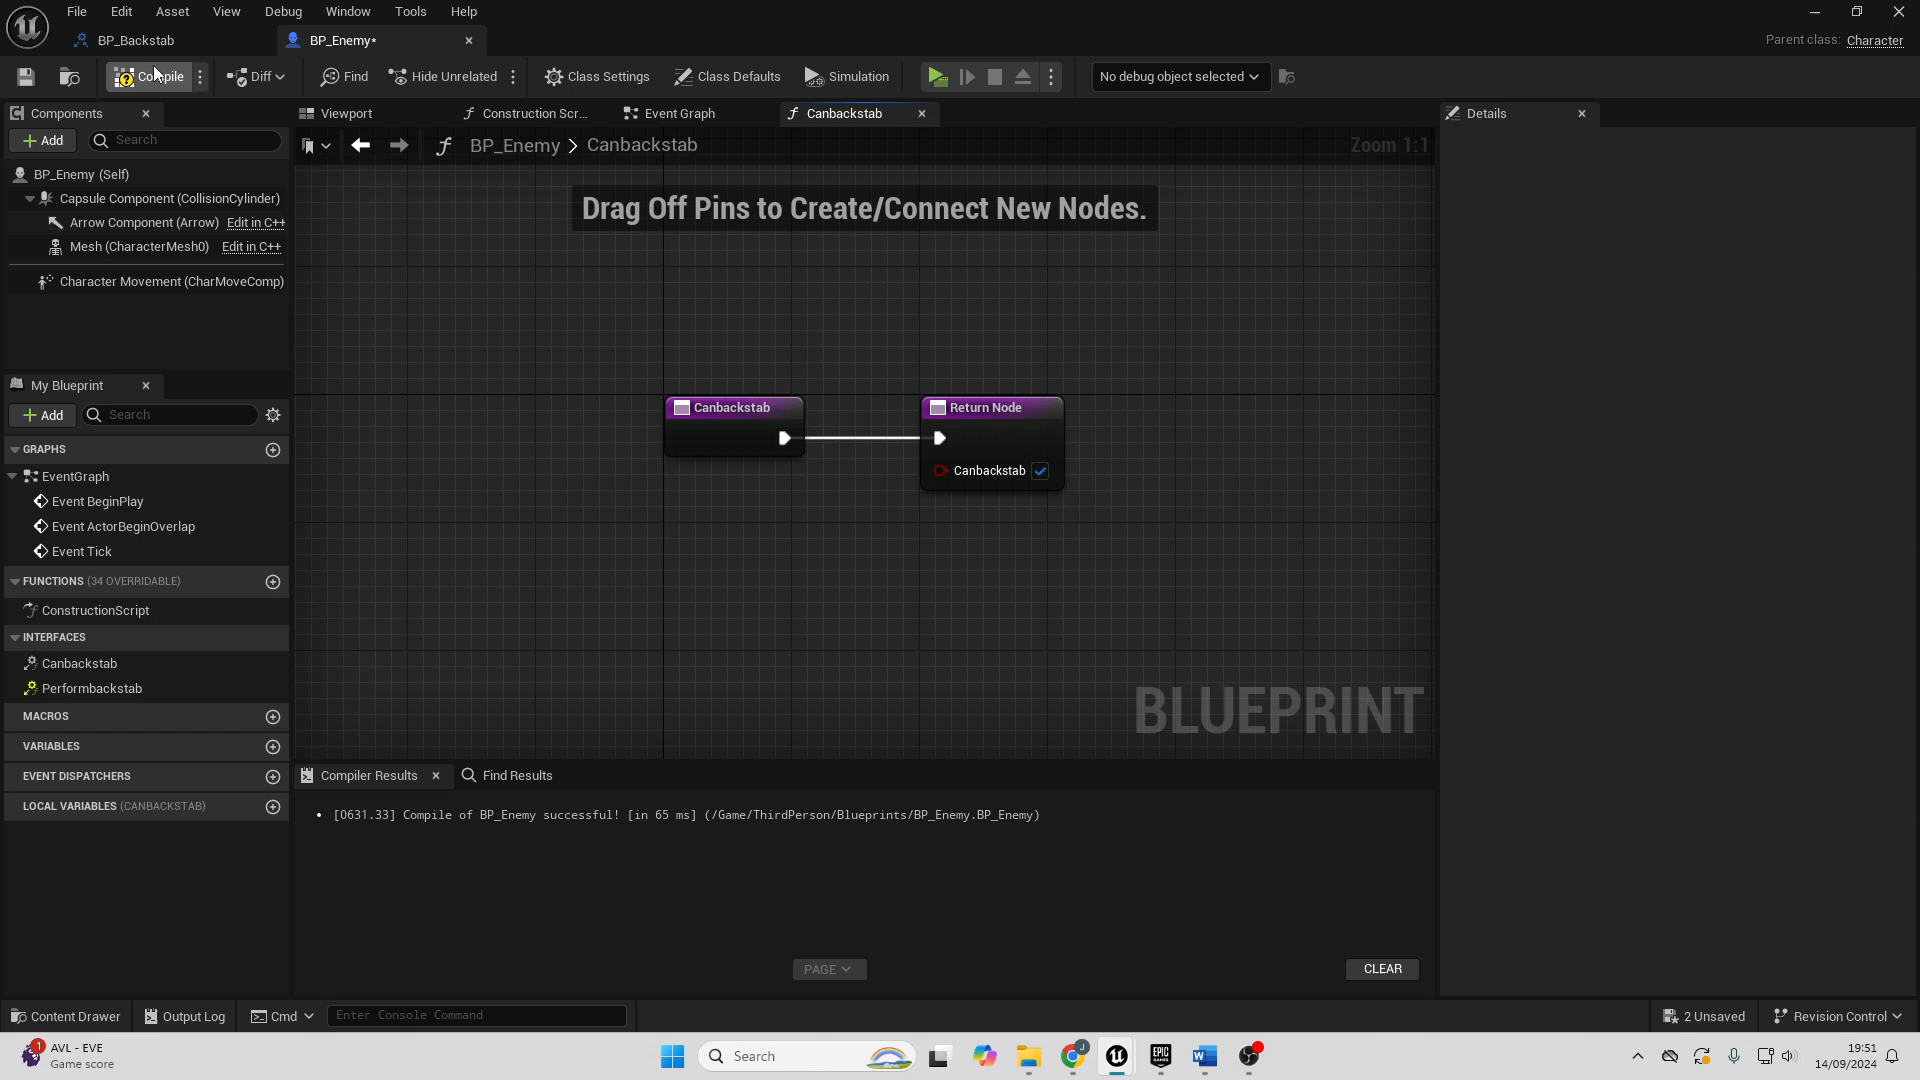 File Edit Asset View Debug Window Tools Help
BP_Backstab BP_Enemy* Parent class: Character
Compile Diff Find Hide Unrelated Class Settings Class Defaults Simulation No debug object selected
Components Viewport Construction Scr... Event Graph Canbackstab Details
Add Search BP_Enemy Canbackstab Zoom 1:1
BP_Enemy (Self)
Capsule Component (CollisionCylinder)
Arrow Component (Arrow) Edit in C++
Mesh (CharacterMesh0) Edit in C++
Character Movement (CharMoveComp)
Drag Off Pins to Create/Connect New Nodes.
My Blueprint
Add Search
GRAPHS
EventGraph
Event BeginPlay
Event ActorBeginOverlap
Event Tick
FUNCTIONS (34 OVERRIDABLE)
ConstructionScript
INTERFACES
Canbackstab
Performbackstab
MACROS
VARIABLES
EVENT DISPATCHERS
LOCAL VARIABLES (CANBACKSTAB)
Canbackstab Return Node
Canbackstab
BLUEPRINT
Compiler Results Find Results
[0631.33] Compile of BP_Enemy successful! [in 65 ms] (/Game/ThirdPerson/Blueprints/BP_Enemy.BP_Enemy)
PAGE CLEAR
Content Drawer Output Log Cmd Enter Console Command 2 Unsaved Revision Control
1 AVL - EVE
Game score
Search
J
EPIC GAMES
19:51
14/09/2024